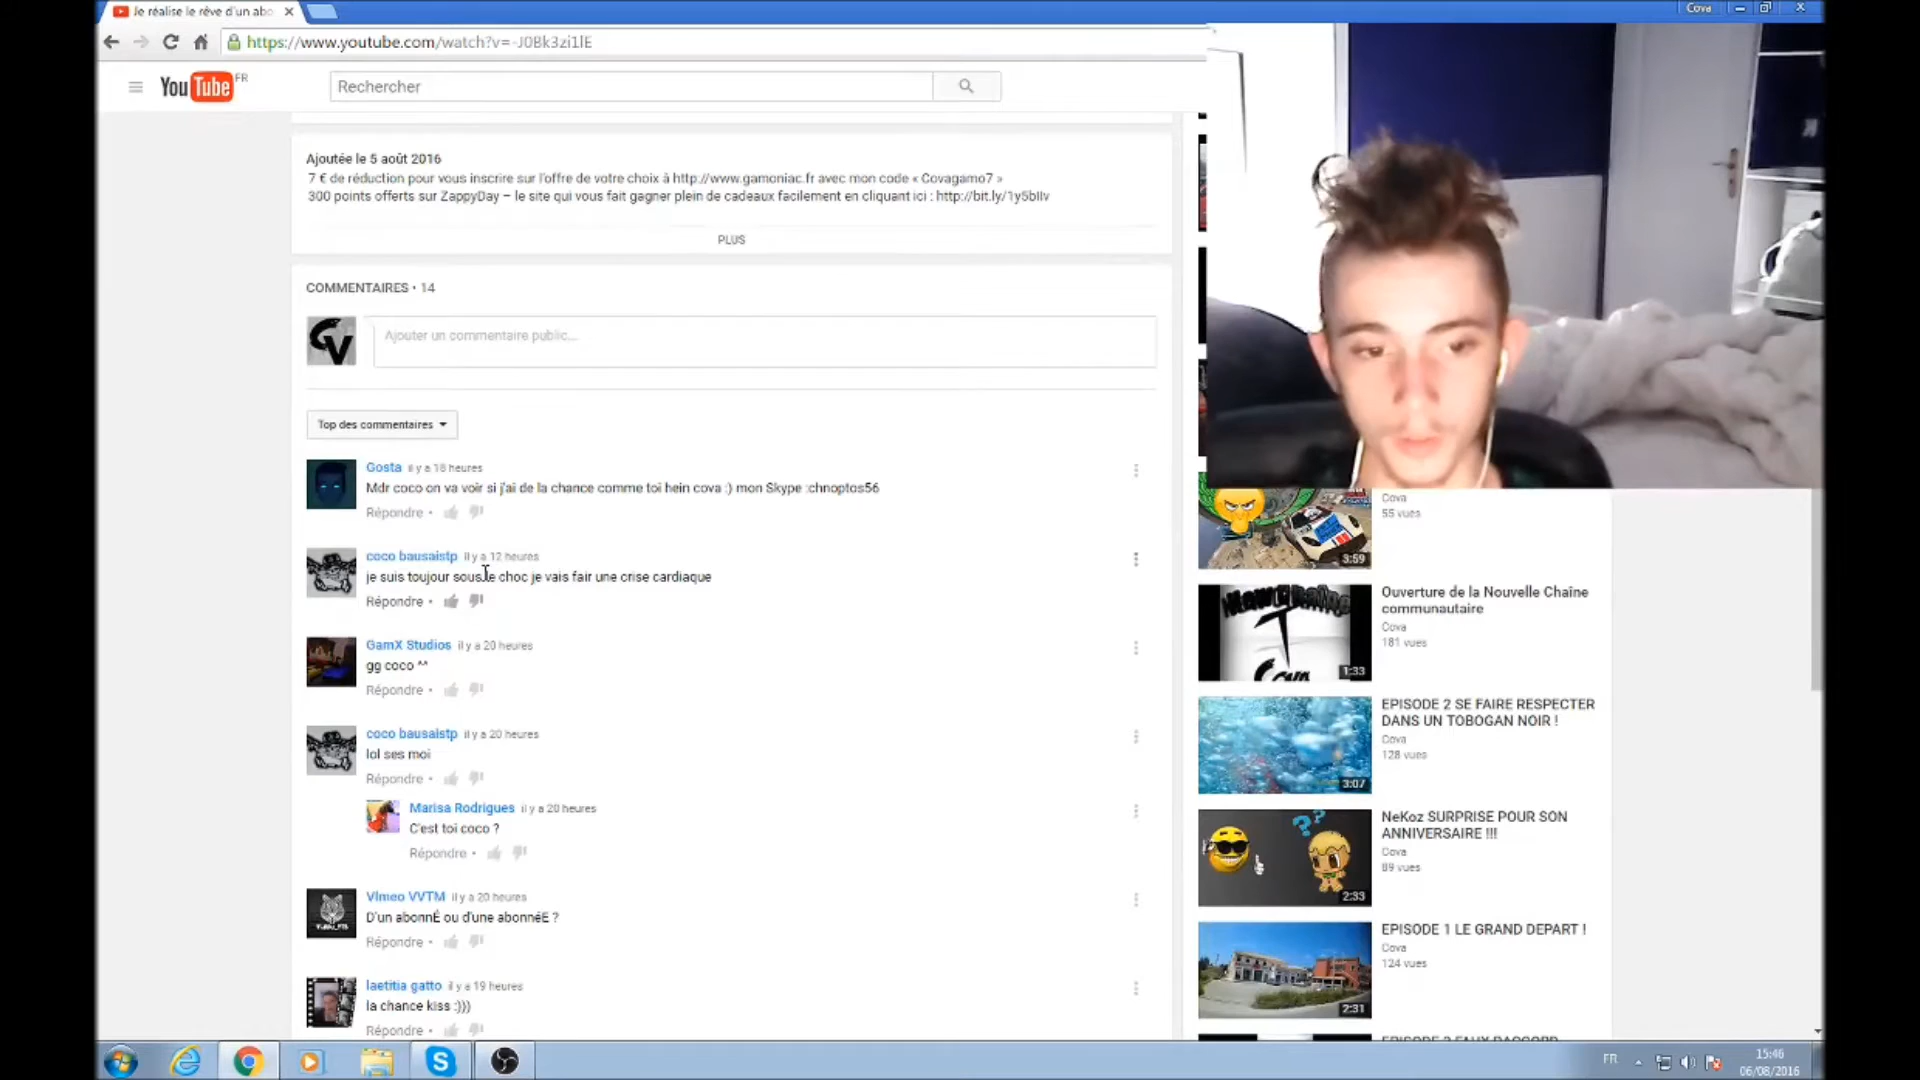 Je réalise le rêve d'un abo
Cova
https://www.youtube.com/watch?v=-J0Bk3zi1lE
YouTube FR
Rechercher
Ajoutée le 5 août 2016
7 € de réduction pour vous inscrire sur l'offre de votre choix à http://www.gamoniac.fr avec mon code « Covagamo7 »
300 points offerts sur ZappyDay – le site qui vous fait gagner plein de cadeaux facilement en cliquant ici : http://bit.ly/1y5bIIv
PLUS
COMMENTAIRES • 14
Ajouter un commentaire public...
Top des commentaires
Gosta il y a 18 heures
Mdr coco on va voir si j'ai de la chance comme toi hein cova :) mon Skype :chnoptos56
Répondre •
coco bausaistp il y a 12 heures
je suis toujour sous le choc je vais fair une crise cardiaque
Répondre •
GamX Studios il y a 20 heures
gg coco ^^
Répondre •
coco bausaistp il y a 20 heures
lol ses moi
Répondre •
Marisa Rodrigues il y a 20 heures
C'est toi coco ?
Répondre •
Vimeo VVTM il y a 20 heures
D'un abonnÉ ou d'une abonnéE ?
Répondre •
laetitia gatto il y a 19 heures
la chance kiss :)))
Répondre •
Cova
55 vues
3:59
Ouverture de la Nouvelle Chaîne
communautaire
Cova
181 vues
1:33
EPISODE 2 SE FAIRE RESPECTER
DANS UN TOBOGAN NOIR !
Cova
128 vues
3:07
NeKoz SURPRISE POUR SON
ANNIVERSAIRE !!!
Cova
89 vues
2:33
EPISODE 1 LE GRAND DEPART !
Cova
124 vues
2:31
FR
15:46
06/08/2016